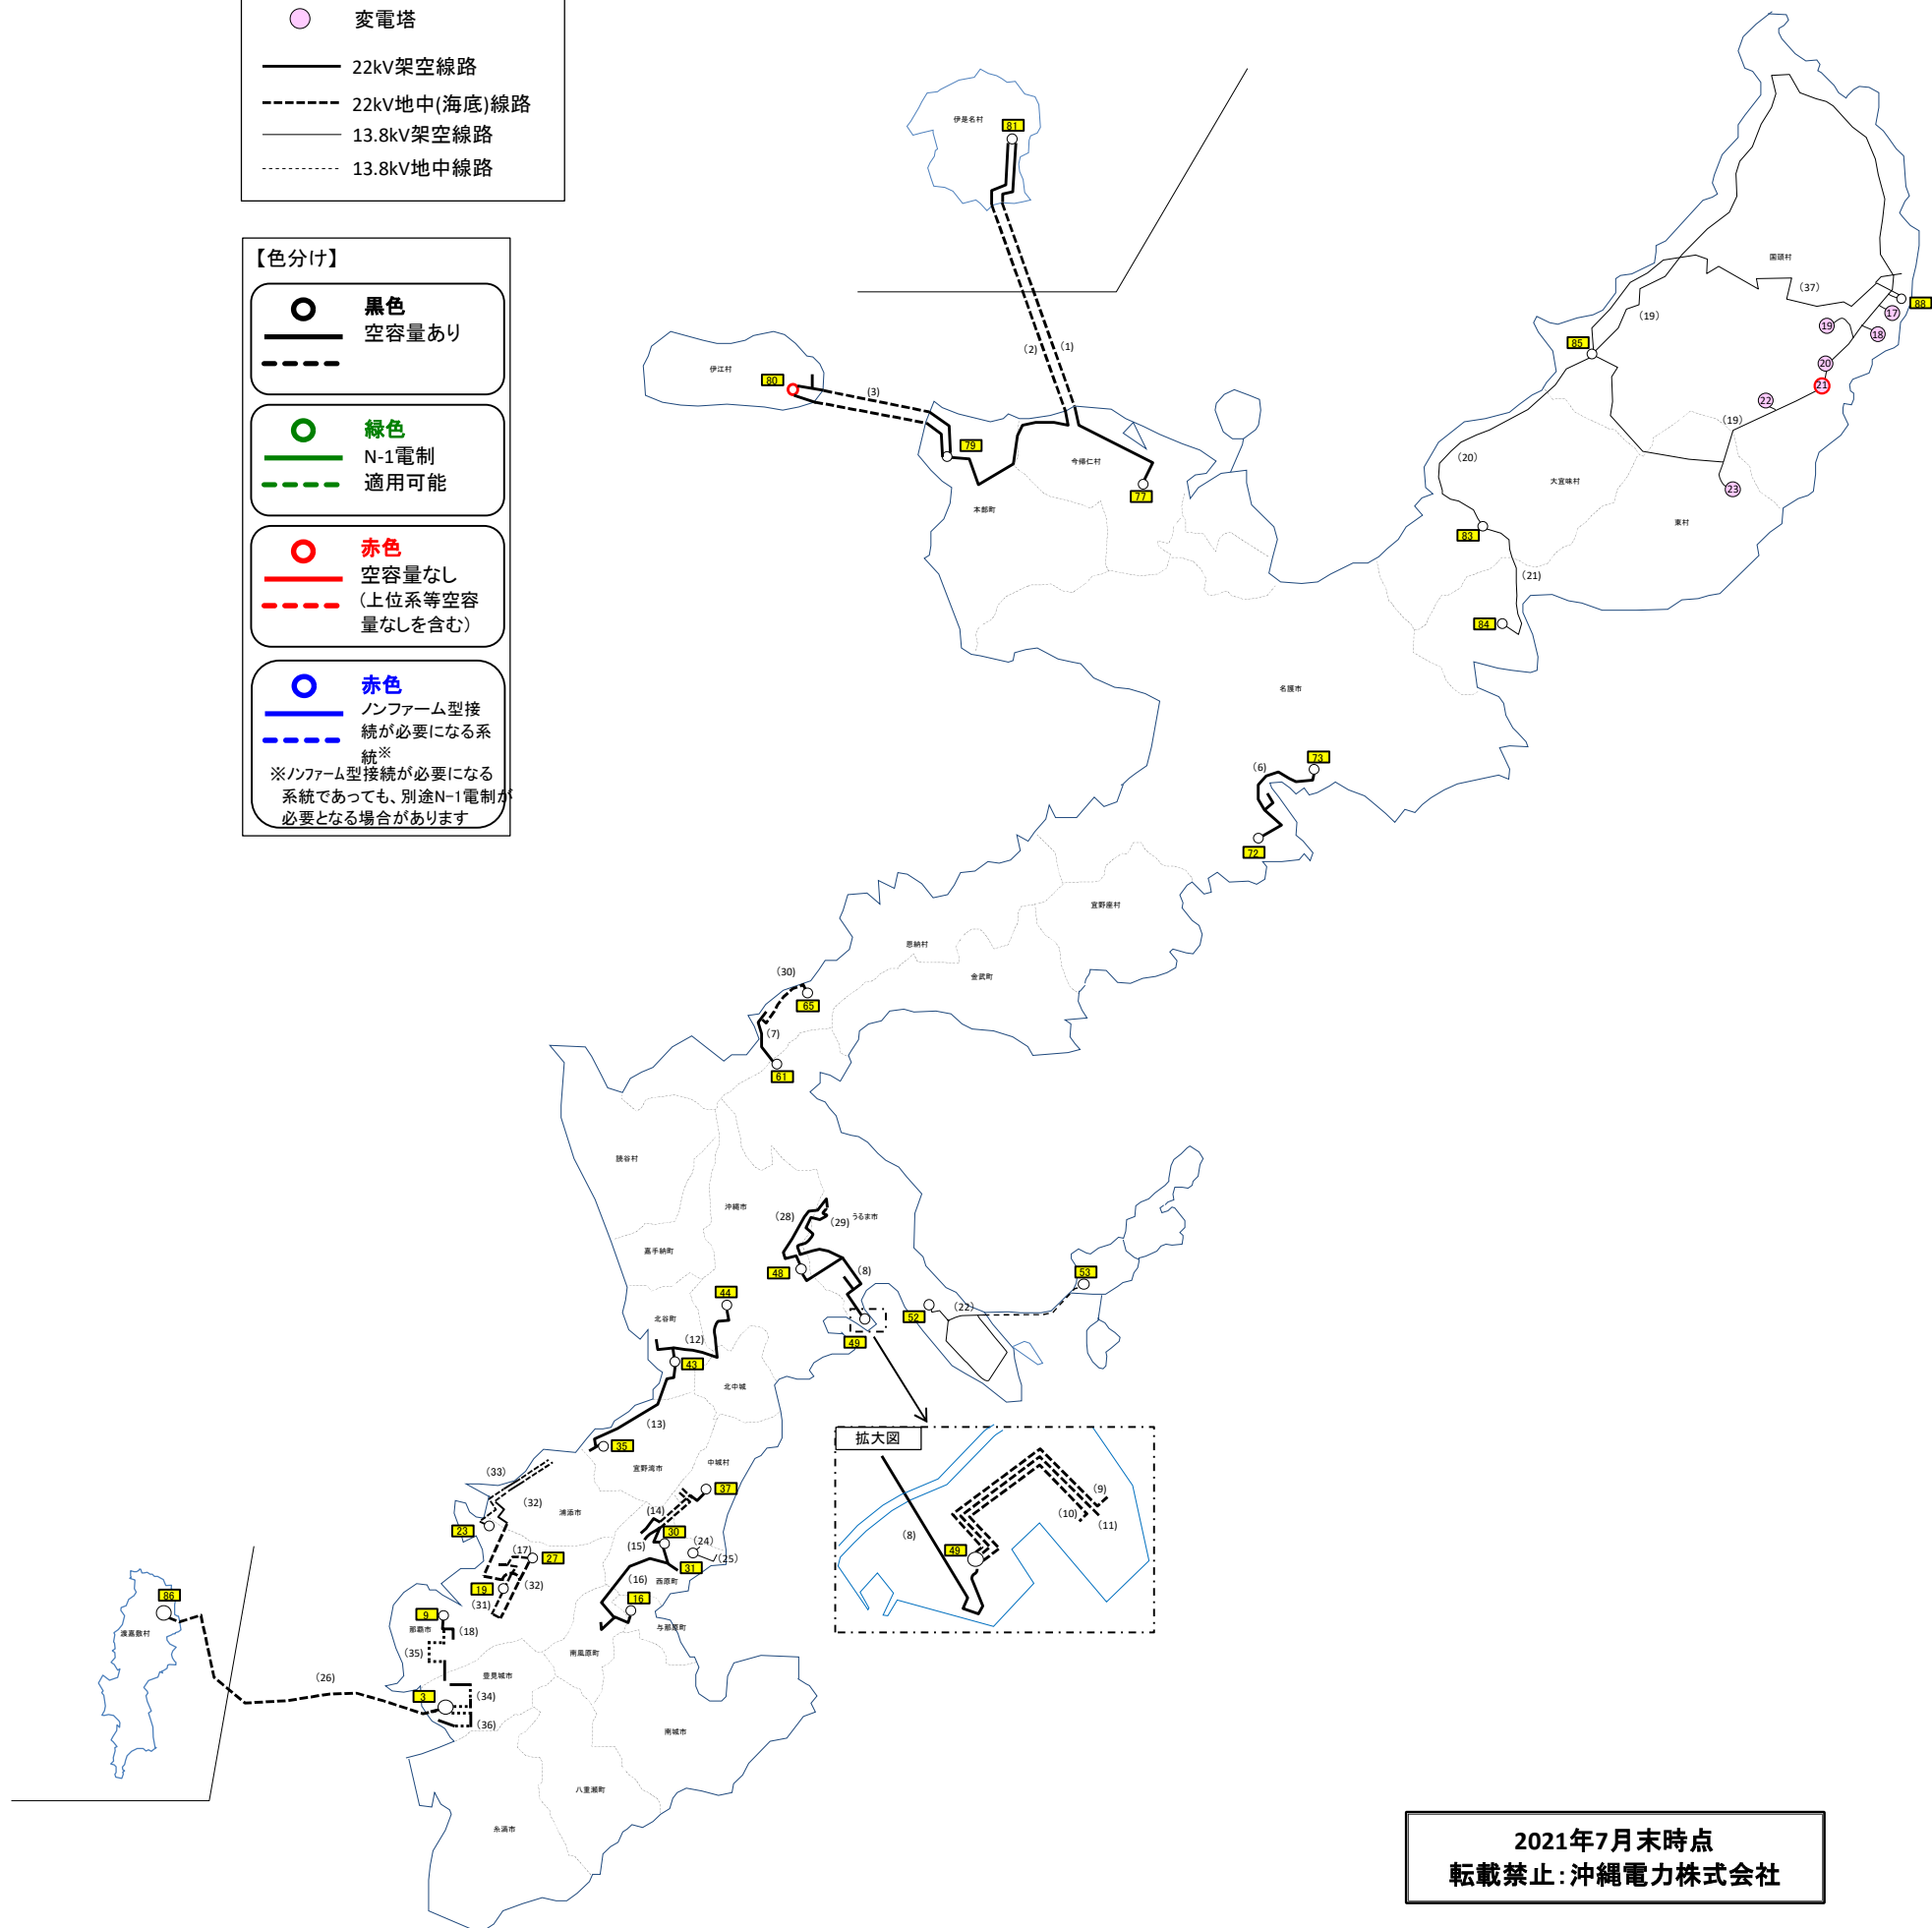 変電塔
22kV架空線路
22kV地中(海底)線路
13.8kV架空線路
13.8kV地中線路
【色分け】
黒色
空容量あり
緑色
N-1電制
適用可能
赤色
空容量なし
(上位系等空容
量なしを含む)
赤色
ノンファーム型接
続が必要になる系
統※
※ノンファーム型接続が必要になる
系統であっても、別途N-1電制が
必要となる場合があります
伊是名村
81
(2)
(1)
伊江村
80
(3)
79
今帰仁村
77
本部町
国頭村
(37)
88
17
18
19
20
21
22
(19)
85
(19)
23
(20)
大宜味村
東村
83
(21)
84
名護市
73
(6)
72
宜野座村
恩納村
金武町
(30)
65
(7)
61
読谷村
沖縄市
(28)
(29)
うるま市
嘉手納町
48
(8)
53
44
52
(22)
北谷町
49
(12)
43
北中城
(13)
35
宜野湾市
中城村
拡大図
(9)
(10)
(11)
(8)
49
(33)
(32)
浦添市
37
(14)
23
30
(15)
(24)
(25)
(17)
27
31
19
(32)
(16)
西原町
(31)
16
9
那覇市
(18)
与那原町
86
渡嘉敷村
(35)
南風原町
豊見城市
(26)
3
(34)
(36)
南城市
八重瀬町
糸満市
2021年7月末時点
転載禁止:沖縄電力株式会社